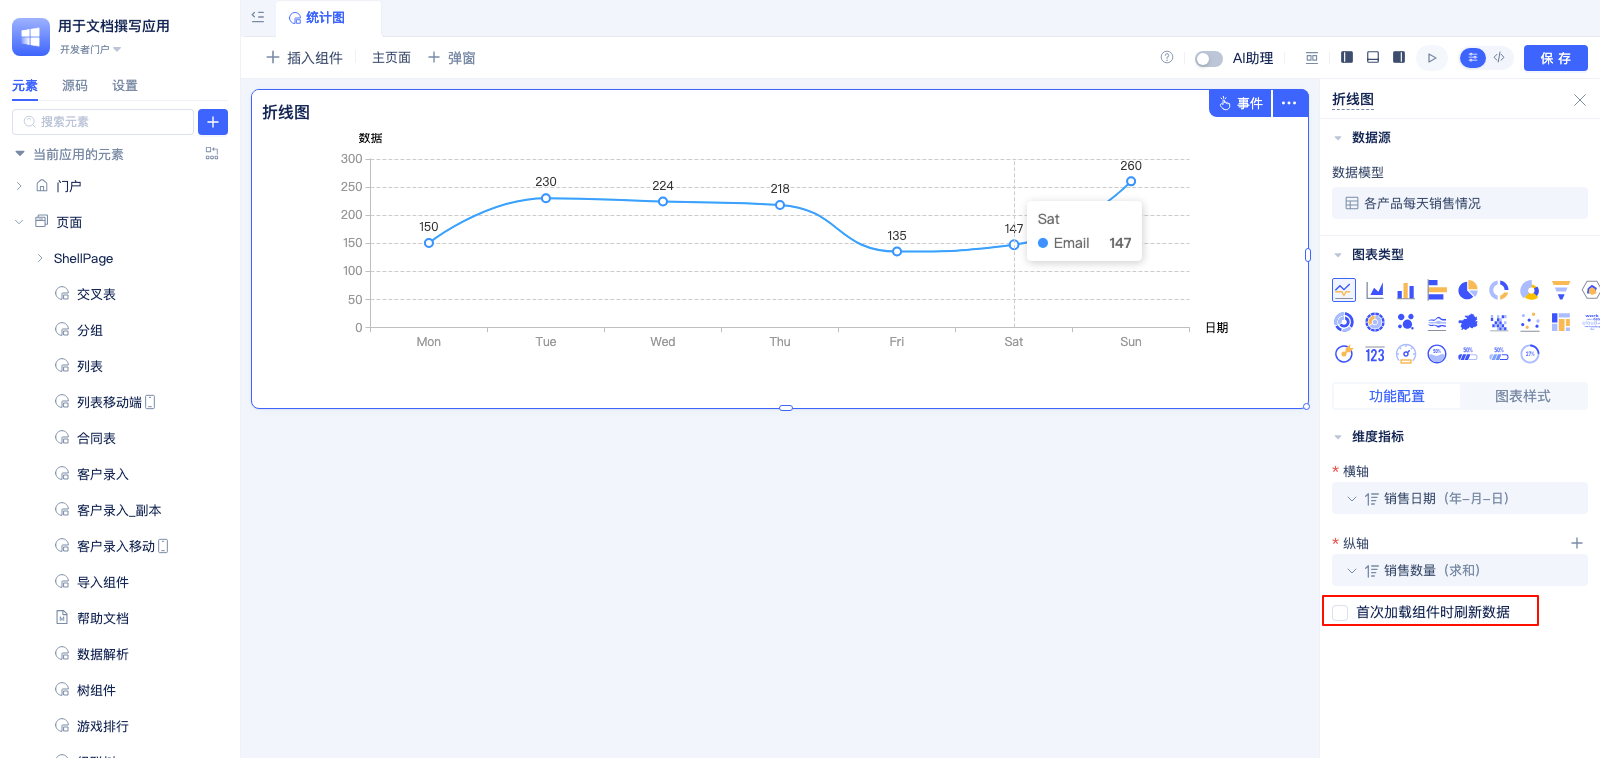 用于文档撰写应用
开发者门户
元素 源码 设置
搜索元素
当前应用的元素
门户
页面
ShellPage
交叉表
分组
列表
列表移动端
合同表
客户录入
客户录入_副本
客户录入移动
导入组件
帮助文档
数据解析
树组件
游戏排行
统计图
插入组件 主页面 弹窗
AI助理
保 存
折线图
事件
数据
300
250
200
150
100
50
0
150
230
224
218
135
147
260
Sat
Email 147
Mon Tue Wed Thu Fri Sat Sun
日期
折线图
数据源
数据模型
各产品每天销售情况
图表类型
123
50%
50%
50%
37%
功能配置 图表样式
维度指标
* 横轴
销售日期（年-月-日）
* 纵轴
销售数量（求和）
首次加载组件时刷新数据